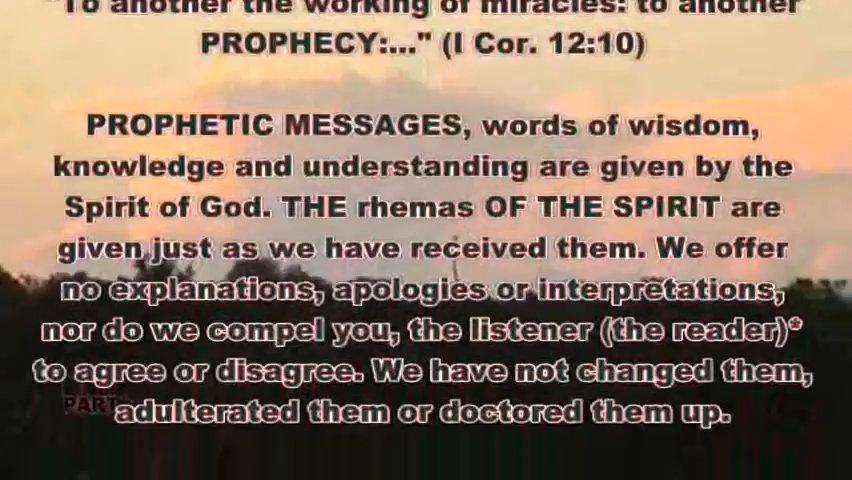 "To another the working of miracles: to another
PROPHECY:..." (I Cor. 12:10)
PROPHETIC MESSAGES, words of wisdom,
knowledge and understanding are given by the
Spirit of God. THE rhemas OF THE SPIRIT are
given just as we have received them. We offer
no explanations, apologies or interpretations,
nor do we compel you, the listener (the reader)*
to agree or disagree. We have not changed them,
PART
adulterated them or doctored them up.